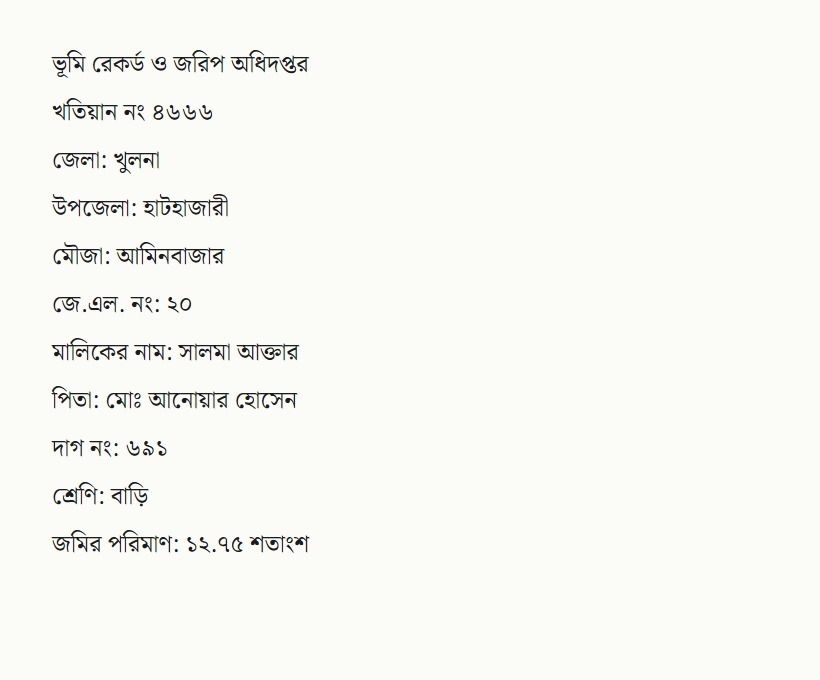 ভূমি রেকর্ড ও জরিপ অধিদপ্তর
খতিয়ান নং ৪৬৬৬
জেলা: খুলনা
উপজেলা: হাটহাজারী
মৌজা: আমিনবাজার
জে.এল. নং: ২০
মালিকের নাম: সালমা আক্তার
পিতা: মোঃ আনোয়ার হোসেন
দাগ নং: ৬৯১
শ্রেণি: বাড়ি
জমির পরিমাণ: ১২.৭৫ শতাংশ